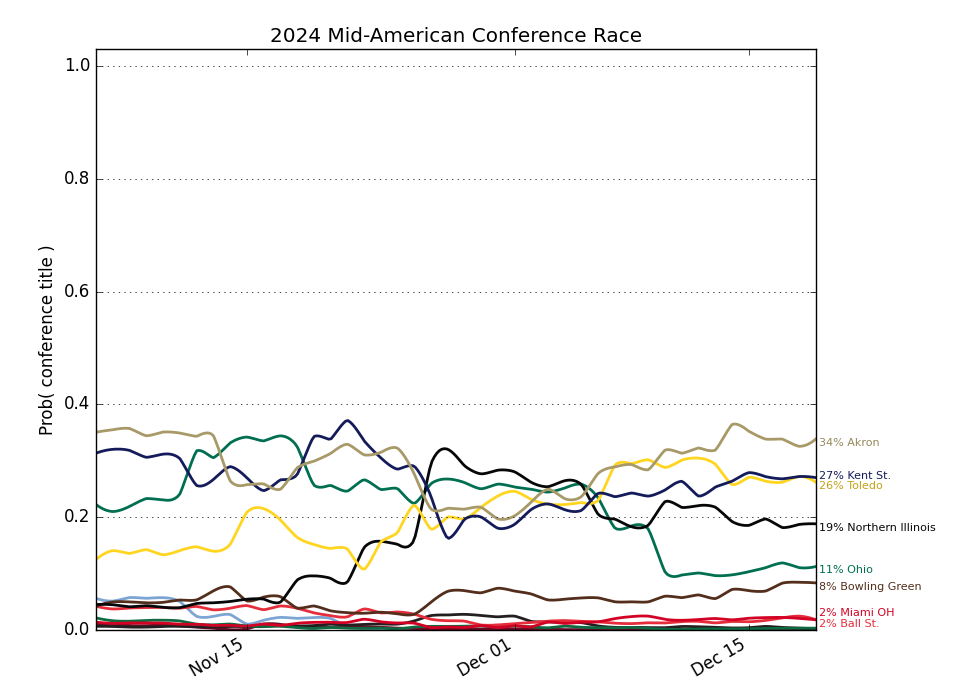 2024 Mid-American Conference Race
Prob( conference title )
1.0
0.8
0.6
0.4
0.2
0.0
34% Akron
27% Kent St.
26% Toledo
19% Northern Illinois
11% Ohio
8% Bowling Green
2% Miami OH
2% Ball St.
Nov 15
Dec 01
Dec 15